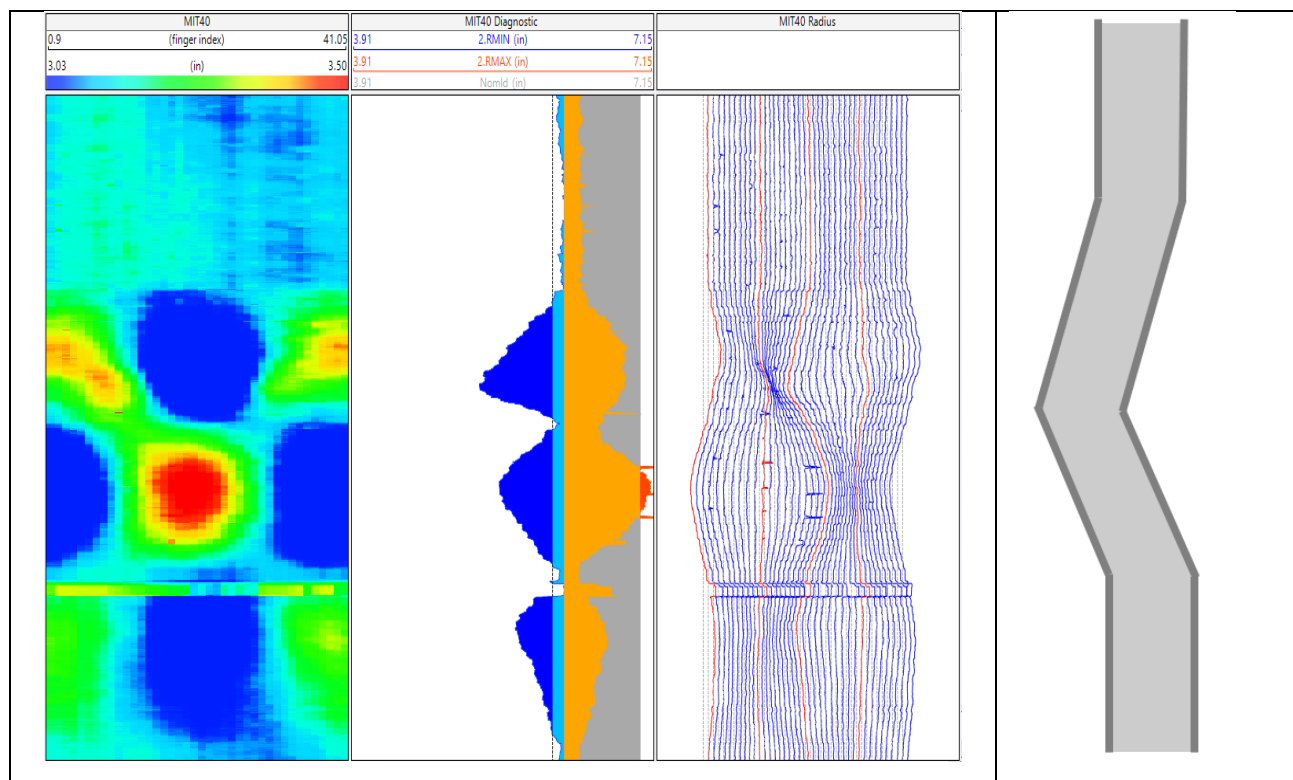 MIT40 MIT40 Diagnostic MIT40 Radius
0.9 (finger index) 41.05 3.91 2.RMIN (in) 7.15
3.03 (in) 3.50 3.91 2.RMAX (in) 7.15
3.91 NomId (in) 7.15